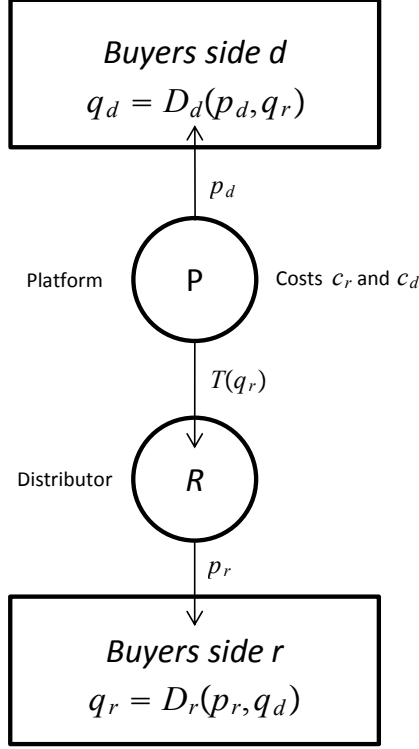 Buyers side d
q_d = D_d(p_d, q_r)
p_d
Platform
P
Costs c_r and c_d
T(q_r)
Distributor
R
p_r
Buyers side r
q_r = D_r(p_r, q_d)